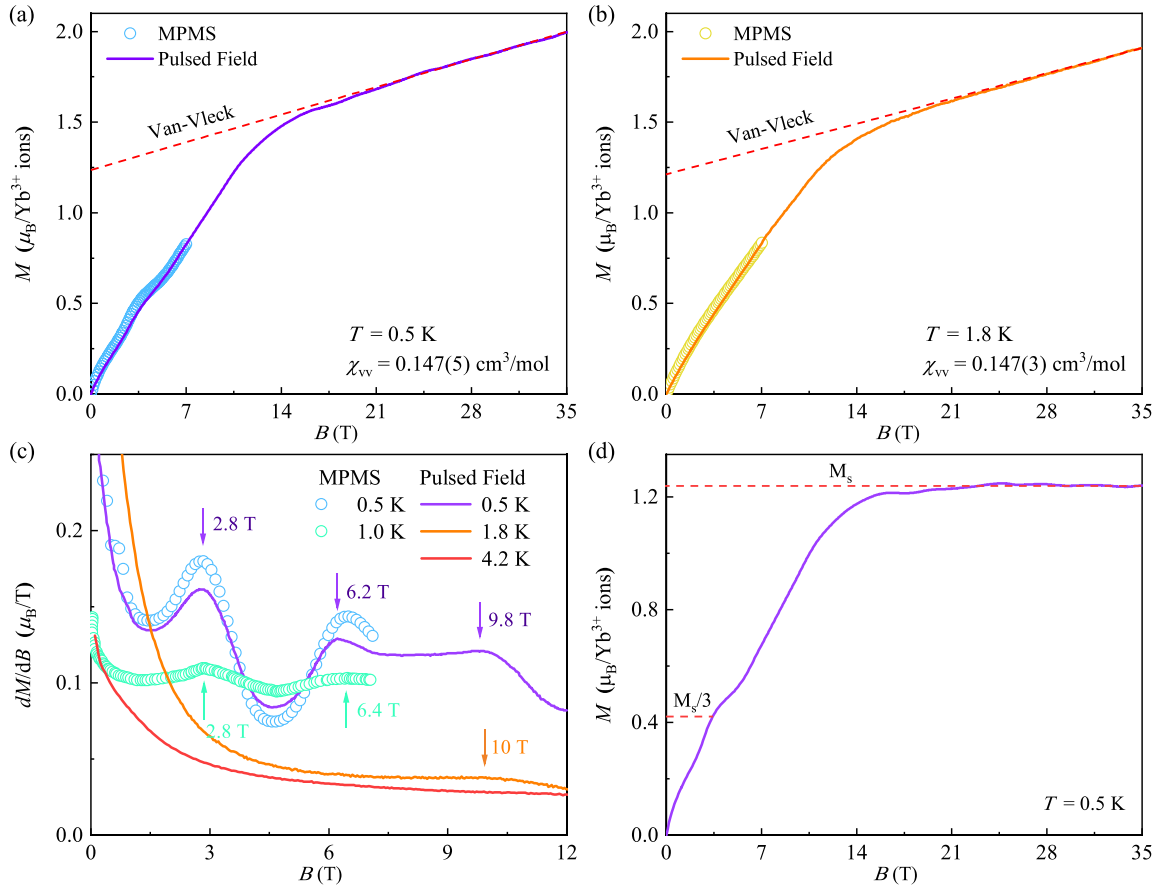 (a)
2.0
1.5
1.0
0.5
0.0
M (μB/Yb³⁺ ions)
MPMS
Pulsed Field
Van-Vleck
T = 0.5 K
χvv = 0.147(5) cm³/mol
0 7 14 21 28 35
B (T)
(b)
2.0
1.5
1.0
0.5
0.0
M (μB/Yb³⁺ ions)
MPMS
Pulsed Field
Van-Vleck
T = 1.8 K
χvv = 0.147(3) cm³/mol
0 7 14 21 28 35
B (T)
(c)
0.2
0.1
0.0
dM/dB (μB/T)
MPMS Pulsed Field
0.5 K 0.5 K
1.0 K 1.8 K
4.2 K
2.8 T
6.2 T
9.8 T
2.8 T
6.4 T
10 T
0 3 6 9 12
B (T)
(d)
1.2
0.8
0.4
0.0
M (μB/Yb³⁺ ions)
Ms
Ms/3
T = 0.5 K
0 7 14 21 28 35
B (T)